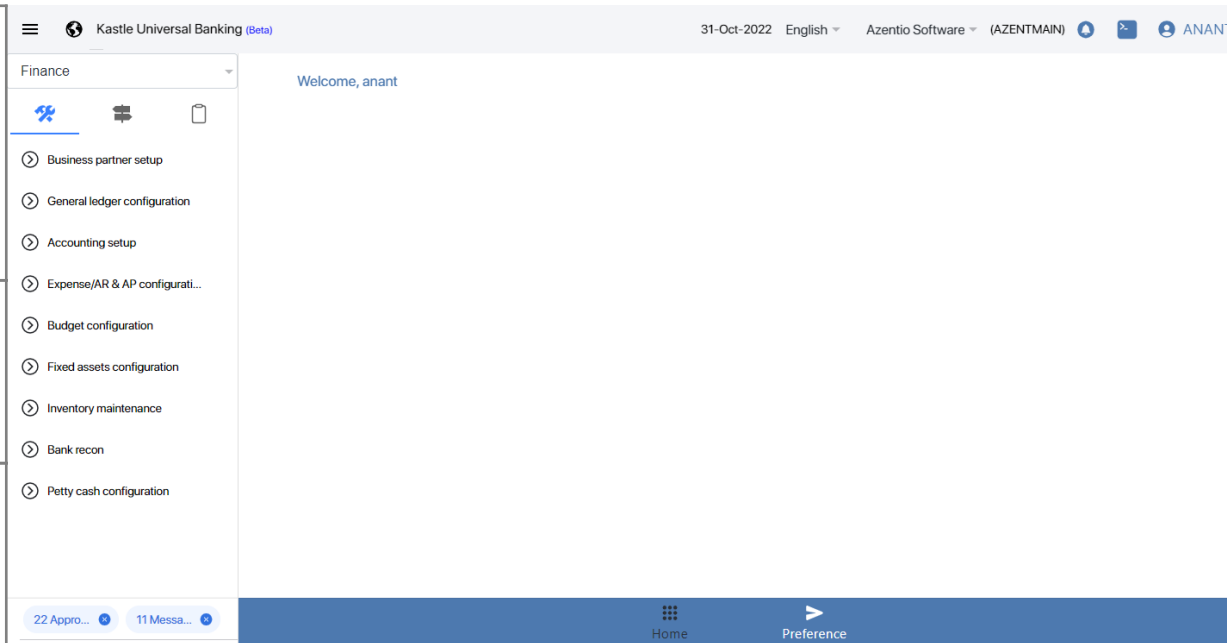 Kastle Universal Banking (Beta)
31-Oct-2022 English Azentio Software (AZENTMAIN) ANANT
Finance
Welcome, anant
Business partner setup
General ledger configuration
Accounting setup
Expense/AR & AP configurati...
Budget configuration
Fixed assets configuration
Inventory maintenance
Bank recon
Petty cash configuration
22 Appro... 11 Messa...
Home Preference